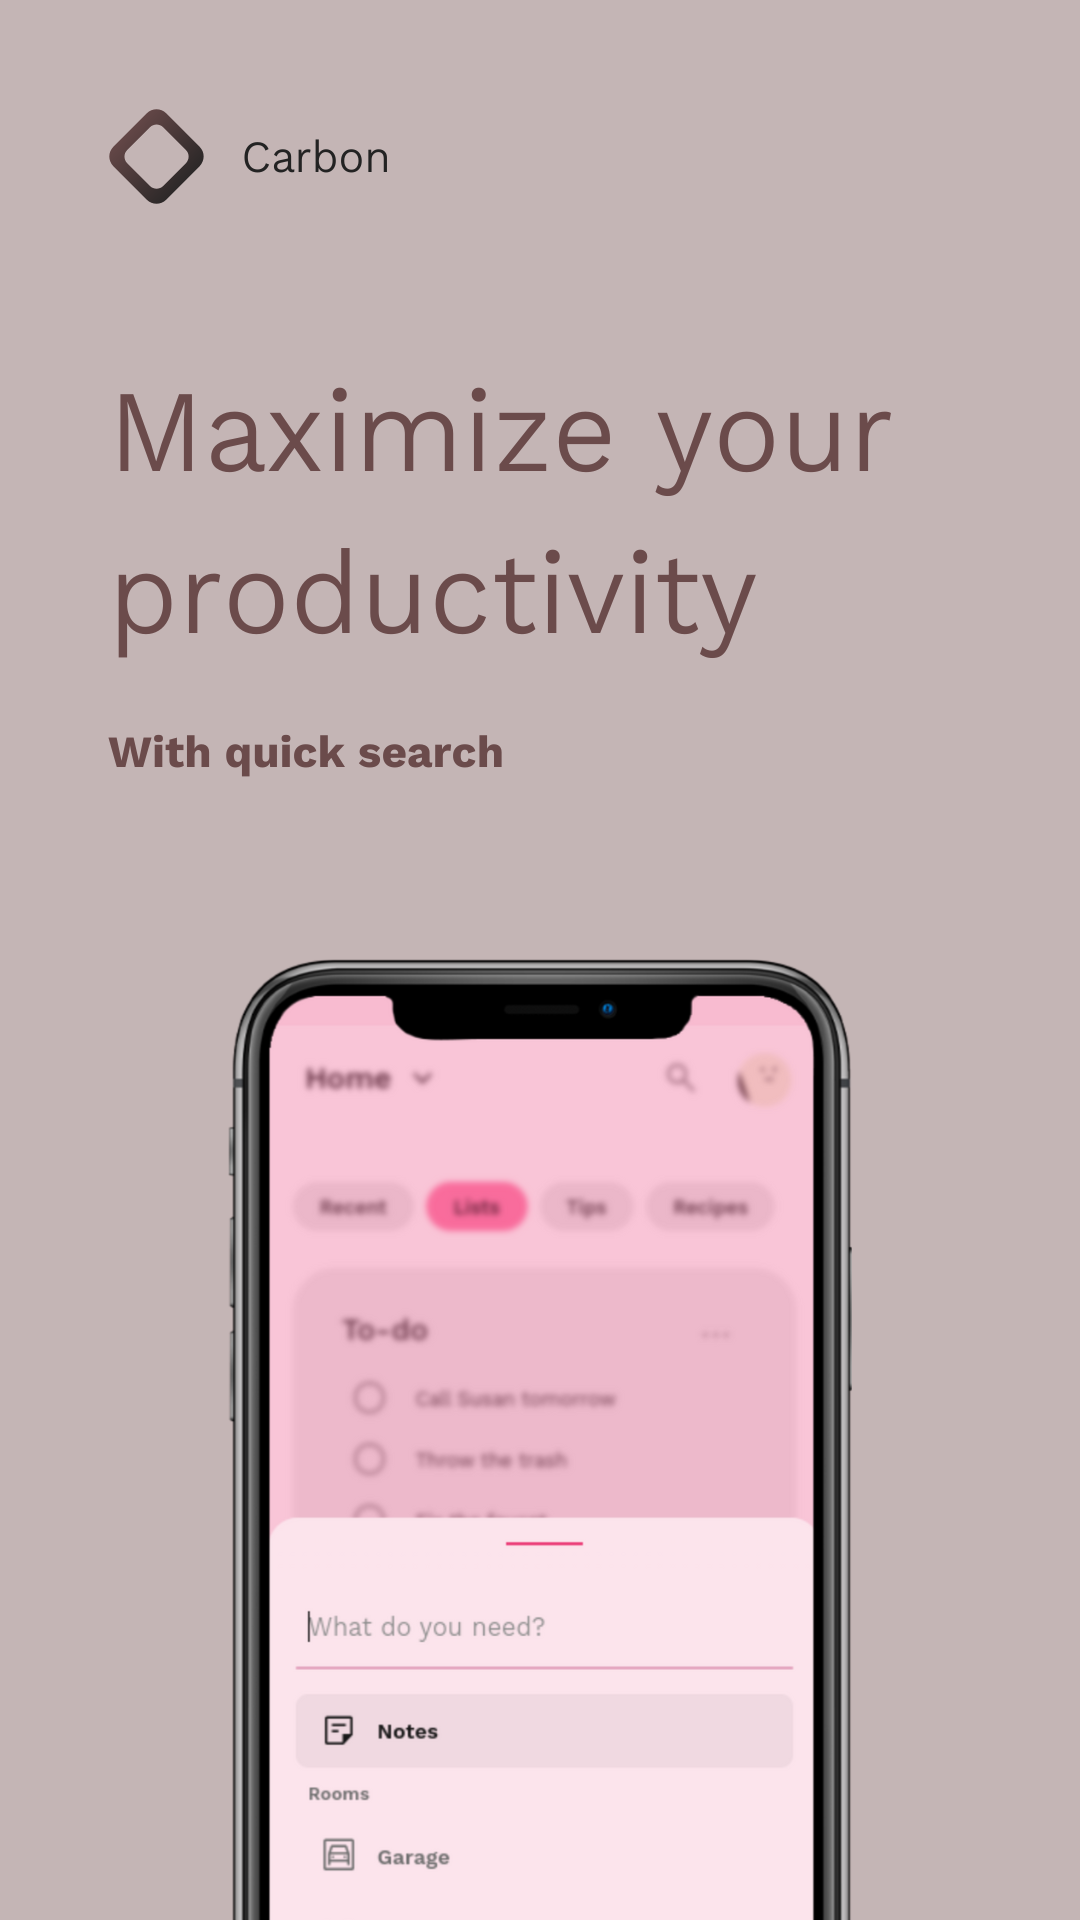 Carbon
Maximize your
productivity
With quick search
Home
Recent Lists Tips Recipes
To-do
Call Susan tomorrow
Throw the trash
What do you need?
Notes
Rooms
Garage